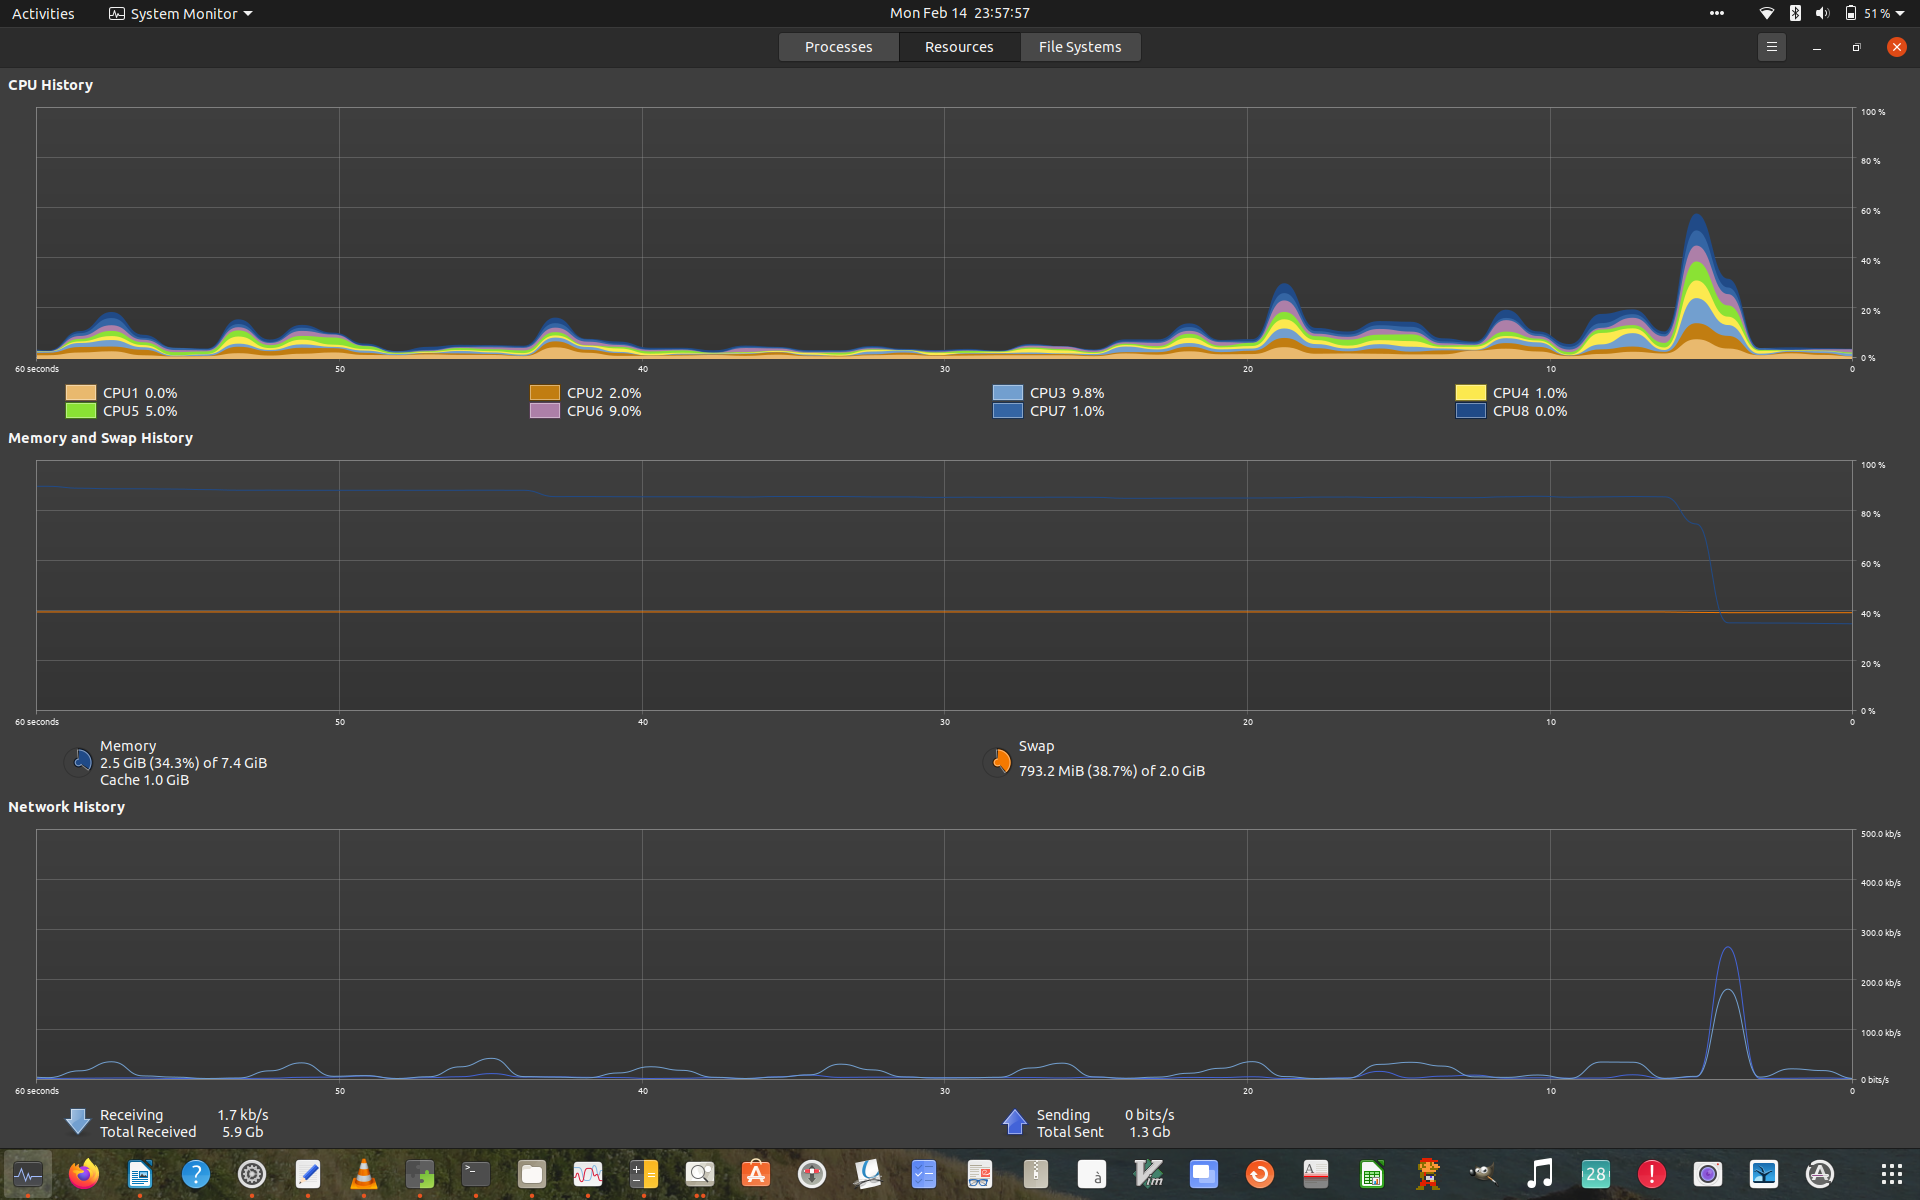 Activities System Monitor Mon Feb 14 23:57:57 51 %
Processes Resources File Systems
CPU History
100 %
80 %
60 %
40 %
20 %
0 %
60 seconds 50 40 30 20 10 0
CPU1 0.0% CPU2 2.0% CPU3 9.8% CPU4 1.0%
CPU5 5.0% CPU6 9.0% CPU7 1.0% CPU8 0.0%
Memory and Swap History
100 %
80 %
60 %
40 %
20 %
0 %
60 seconds 50 40 30 20 10 0
Memory
2.5 GiB (34.3%) of 7.4 GiB
Cache 1.0 GiB
Swap
793.2 MiB (38.7%) of 2.0 GiB
Network History
500.0 kb/s
400.0 kb/s
300.0 kb/s
200.0 kb/s
100.0 kb/s
0 bits/s
60 seconds 50 40 30 20 10 0
Receiving 1.7 kb/s
Total Received 5.9 Gb
Sending 0 bits/s
Total Sent 1.3 Gb
? >_ A à Vim A 28 !